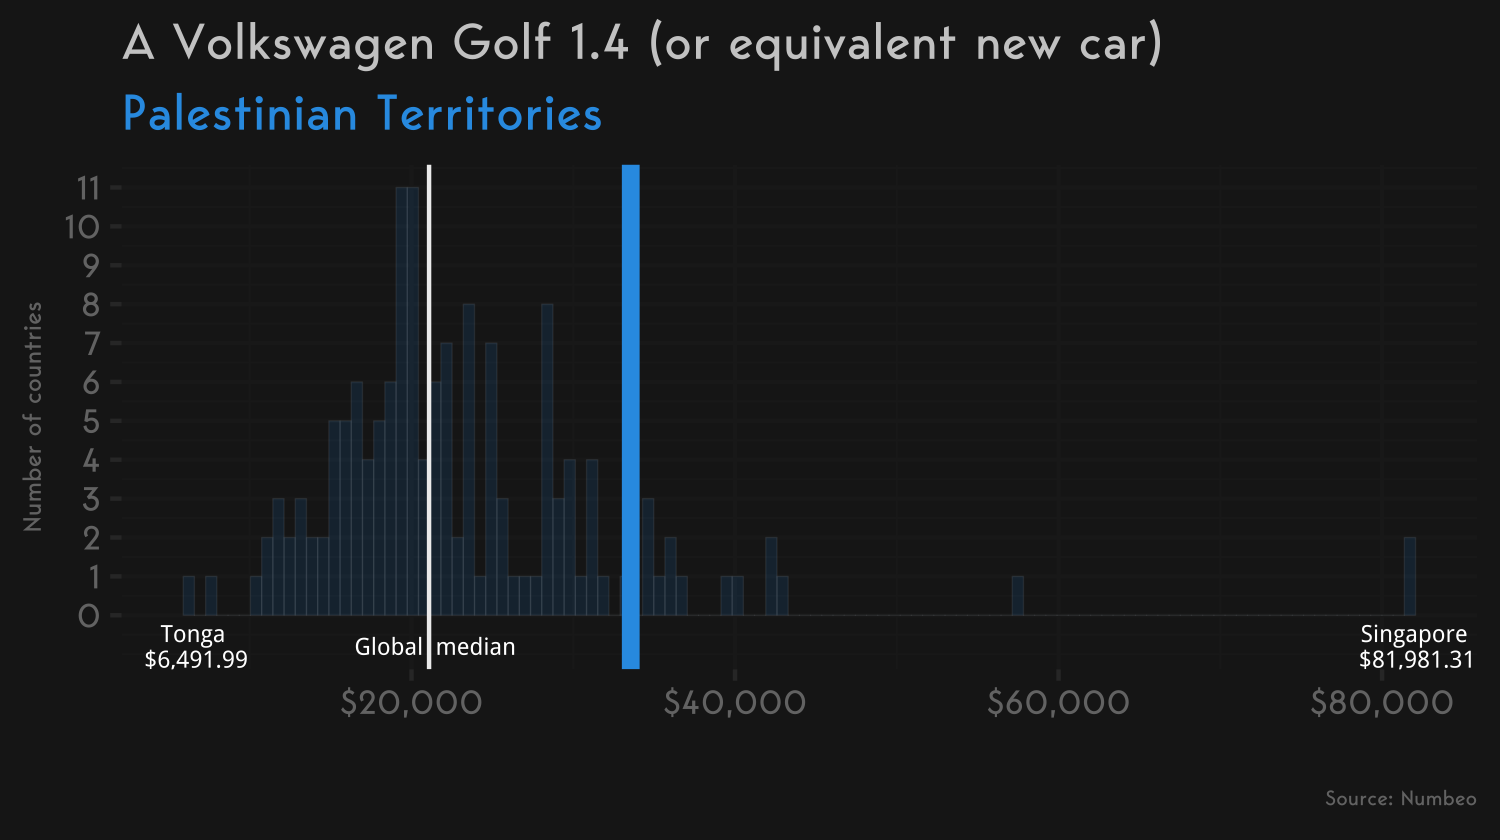 A Volkswagen Golf 1.4 (or equivalent new car)
Palestinian Territories
Number of countries
11
10
9
8
7
6
5
4
3
2
1
0
Tonga
$6,491.99
Global median
Singapore
$81,981.31
$20,000
$40,000
$60,000
$80,000
Source: Numbeo